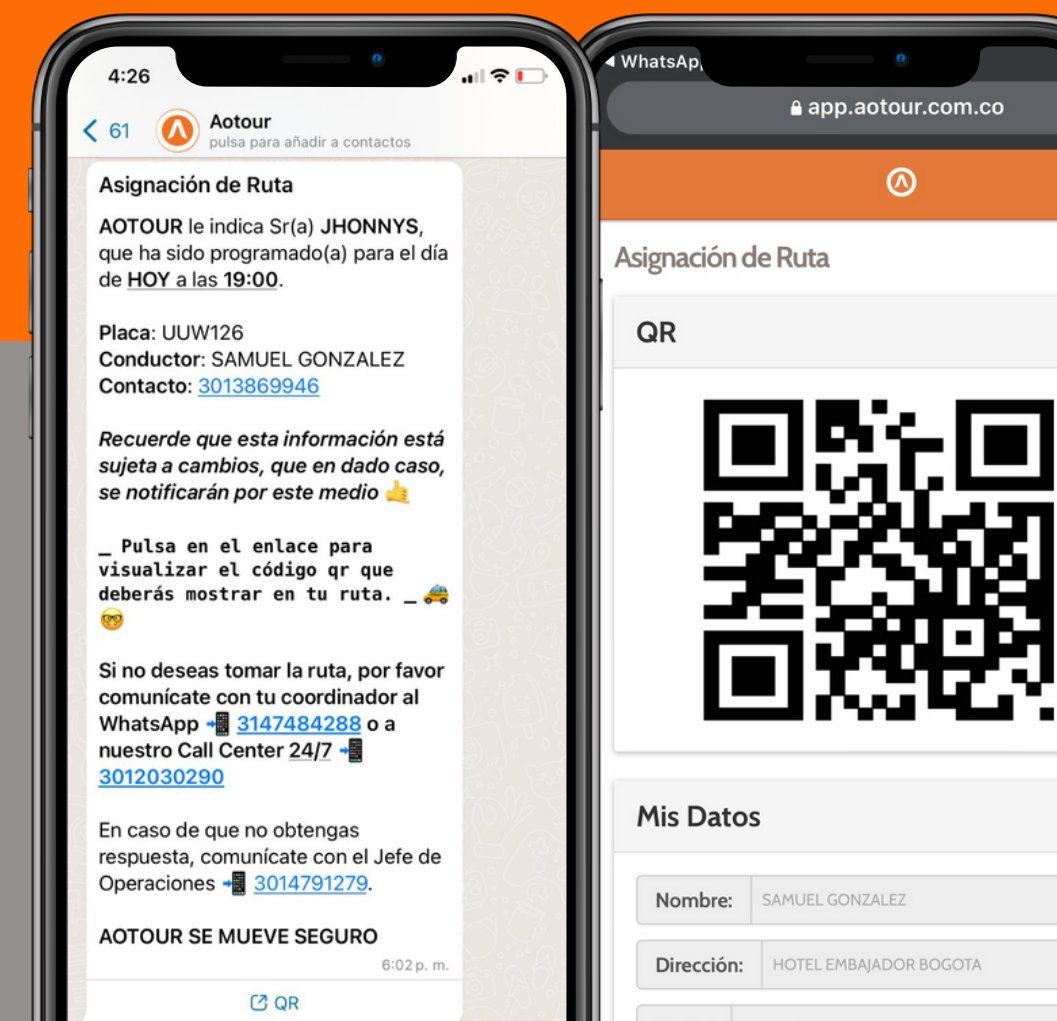 4:26
61
Aotour
pulsa para añadir a contactos
Asignación de Ruta
AOTOUR le indica Sr(a) JHONNYS,
que ha sido programado(a) para el día
de HOY a las 19:00.
Placa: UUW126
Conductor: SAMUEL GONZALEZ
Contacto: 3013869946
Recuerde que esta información está
sujeta a cambios, que en dado caso,
se notificarán por este medio 🤙
_ Pulsa en el enlace para
visualizar el código qr que
deberás mostrar en tu ruta. _ 🚕
🤓
Si no deseas tomar la ruta, por favor
comunícate con tu coordinador al
WhatsApp 📲 3147484288 o a
nuestro Call Center 24/7 📲
3012030290
En caso de que no obtengas
respuesta, comunícate con el Jefe de
Operaciones 📲 3014791279.
AOTOUR SE MUEVE SEGURO
6:02 p. m.
QR
WhatsAp
app.aotour.com.co
Asignación de Ruta
QR
Mis Datos
Nombre: SAMUEL GONZALEZ
Dirección: HOTEL EMBAJADOR BOGOTA